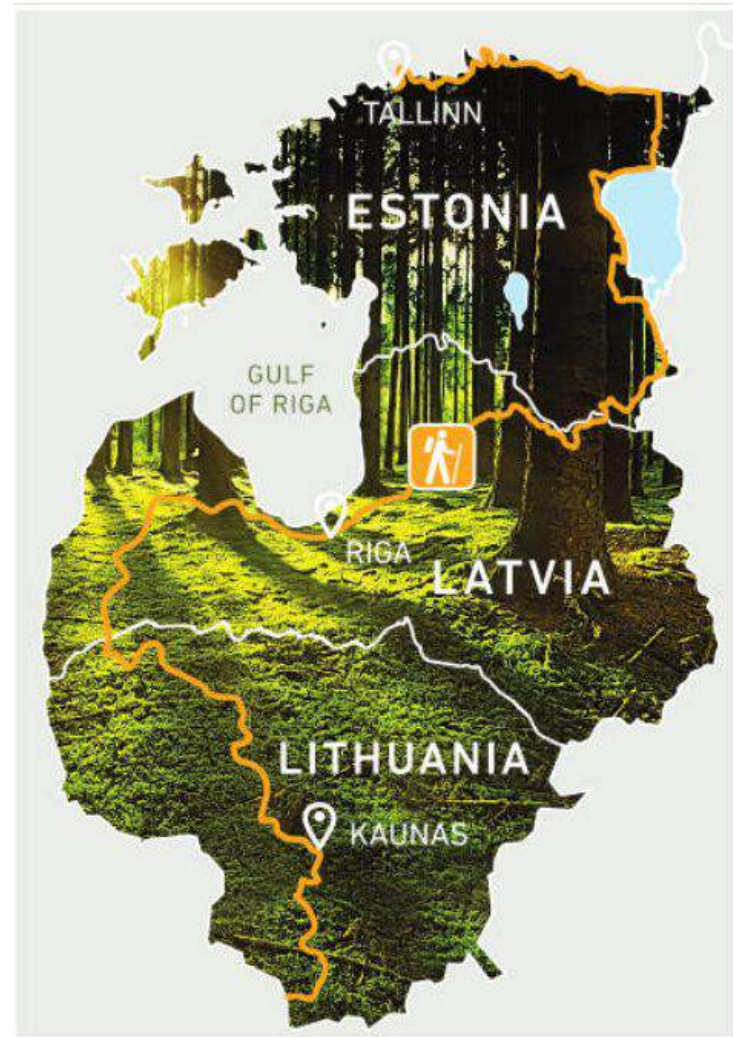 TALLINN
ESTONIA
GULF
OF RIGA
RIGA
LATVIA
LITHUANIA
KAUNAS